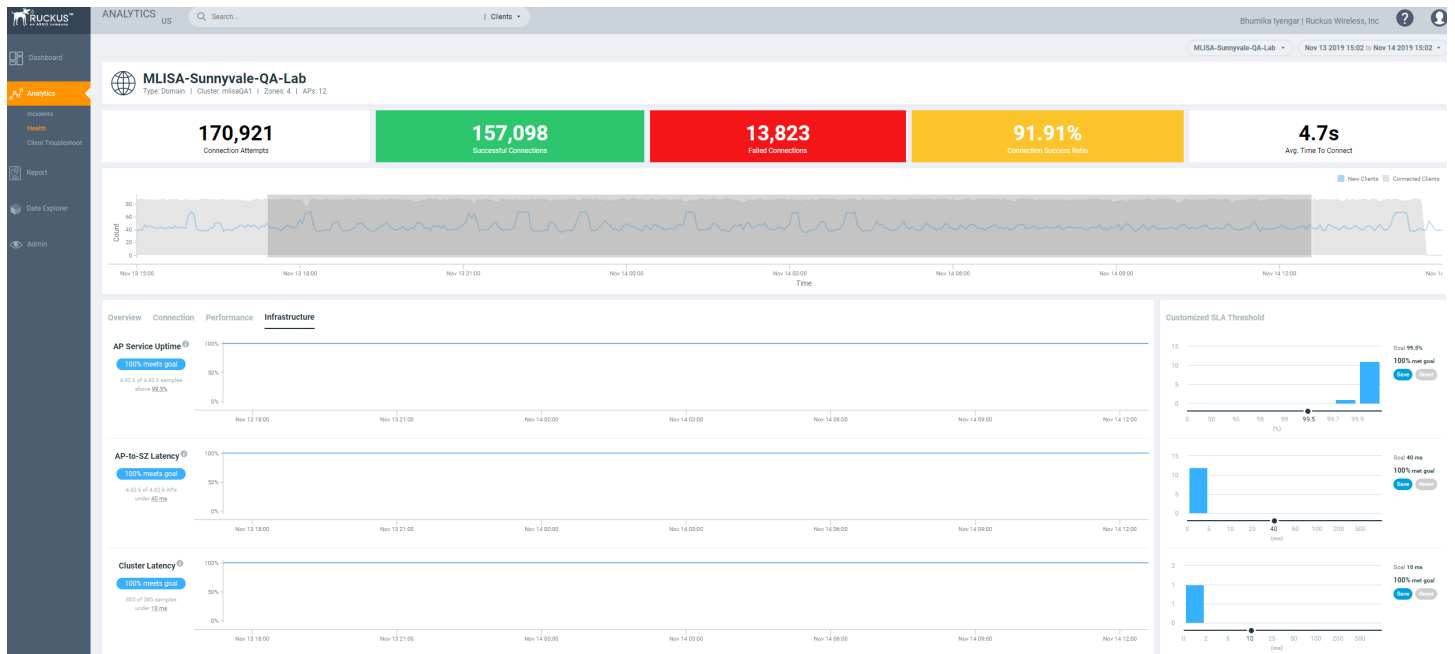 RUCKUS™
an ARRIS company
ANALYTICS US
Search... | Clients
Bhumika Iyengar | Ruckus Wireless, Inc ?
MLISA-Sunnyvale-QA-Lab
Nov 13 2019 15:02 to Nov 14 2019 15:02
Dashboard
Analytics
Incidents
Health
Client Troubleshoot
Report
Data Explorer
Admin
MLISA-Sunnyvale-QA-Lab
Type: Domain | Cluster: mlisaQA1 | Zones: 4 | APs: 12
170,921
Connection Attempts
157,098
Successful Connections
13,823
Failed Connections
91.91%
Connection Success Ratio
4.7s
Avg. Time To Connect
New Clients Connected Clients
Count
80
60
40
20
0
Nov 13 15:00 Nov 13 18:00 Nov 13 21:00 Nov 14 00:00 Nov 14 03:00 Nov 14 06:00 Nov 14 09:00 Nov 14 12:00 Nov 14
Time
Overview Connection Performance Infrastructure
AP Service Uptime
100% meets goal
4.62 k of 4.62 k samples
above 99.5%
100%
50%
0%
Nov 13 18:00 Nov 13 21:00 Nov 14 00:00 Nov 14 03:00 Nov 14 06:00 Nov 14 09:00 Nov 14 12:00
AP-to-SZ Latency
100% meets goal
4.62 k of 4.62 k APs
under 40 ms
100%
50%
0%
Nov 13 18:00 Nov 13 21:00 Nov 14 00:00 Nov 14 03:00 Nov 14 06:00 Nov 14 09:00 Nov 14 12:00
Cluster Latency
100% meets goal
385 of 385 samples
under 10 ms
100%
50%
0%
Nov 13 18:00 Nov 13 21:00 Nov 14 00:00 Nov 14 03:00 Nov 14 06:00 Nov 14 09:00 Nov 14 12:00
Customized SLA Threshold
15
10
5
0
0 50 95 98 99 99.5 99.7 99.9
(%)
Goal 99.5%
100% met goal
Save Reset
15
10
5
0
0 5 10 20 40 60 100 200 500
(ms)
Goal 40 ms
100% met goal
Save Reset
2
1
1
0
0 2 5 10 25 50 100 200 500
(ms)
Goal 10 ms
100% met goal
Save Reset